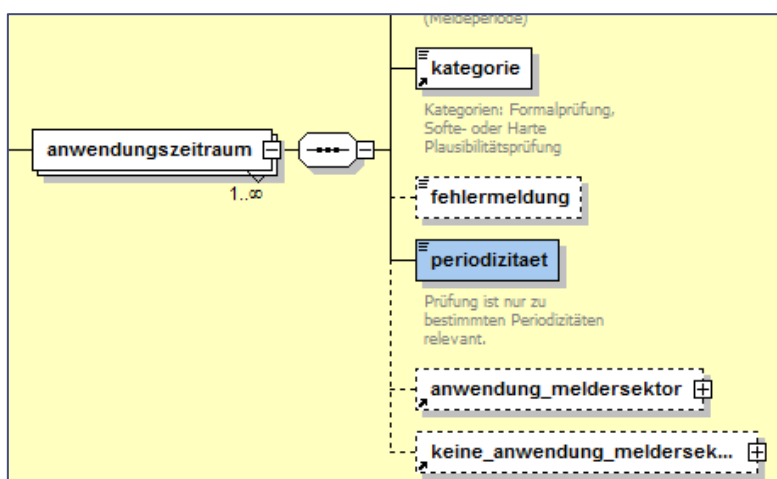 (Meldeperiode)
kategorie
Kategorien: Formalprüfung,
Softe- oder Harte
Plausibilitätsprüfung
anwendungszeitraum
1..∞
fehlermeldung
periodizitaet
Prüfung ist nur zu
bestimmten Periodizitäten
relevant.
anwendung_meldersektor
keine_anwendung_meldersek...